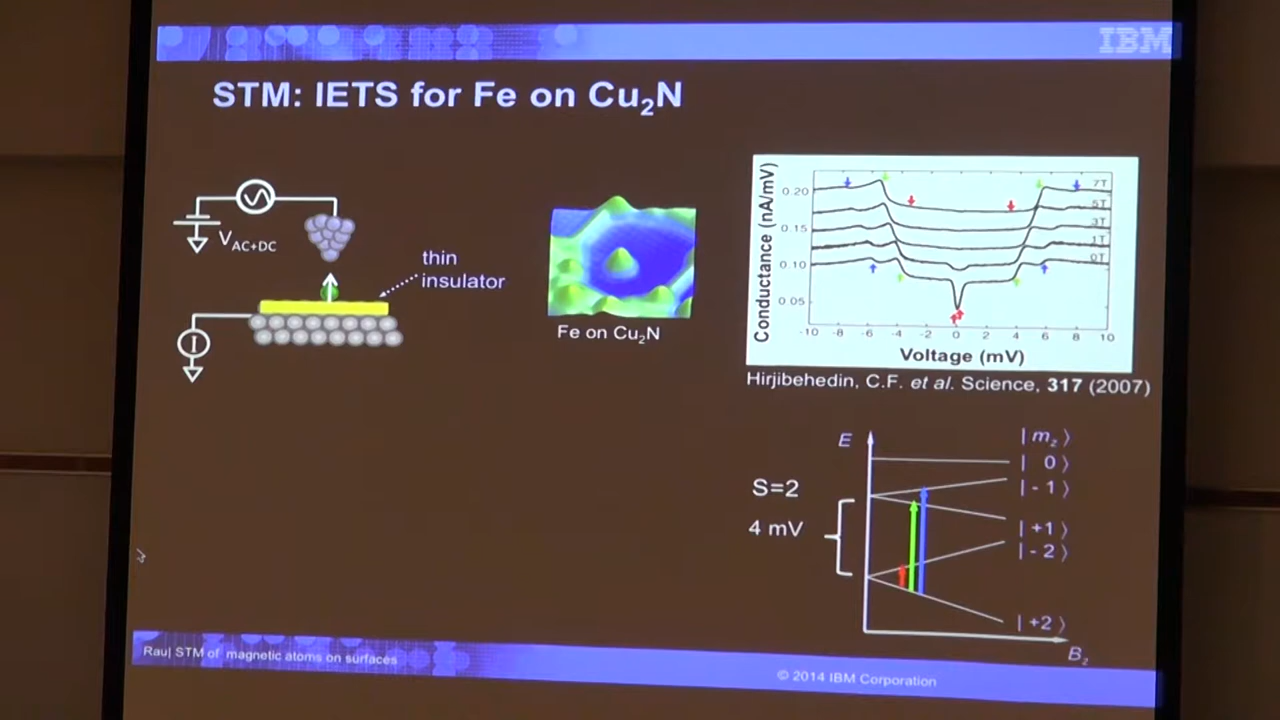 IBM
STM: IETS for Fe on Cu₂N
V AC+DC
thin
insulator
I
Fe on Cu₂N
Conductance (nA/mV)
0.20
0.15
0.10
0.05
7T
5T
3T
1T
0T
-10 -8 -6 -4 -2 0 2 4 6 8 10
Voltage (mV)
Hirjibehedin, C.F. et al. Science, 317 (2007)
E
| m_z ⟩
| 0 ⟩
| - 1 ⟩
| +1 ⟩
| - 2 ⟩
| +2 ⟩
S=2
4 mV
B_z
Rau| STM of magnetic atoms on surfaces
© 2014 IBM Corporation